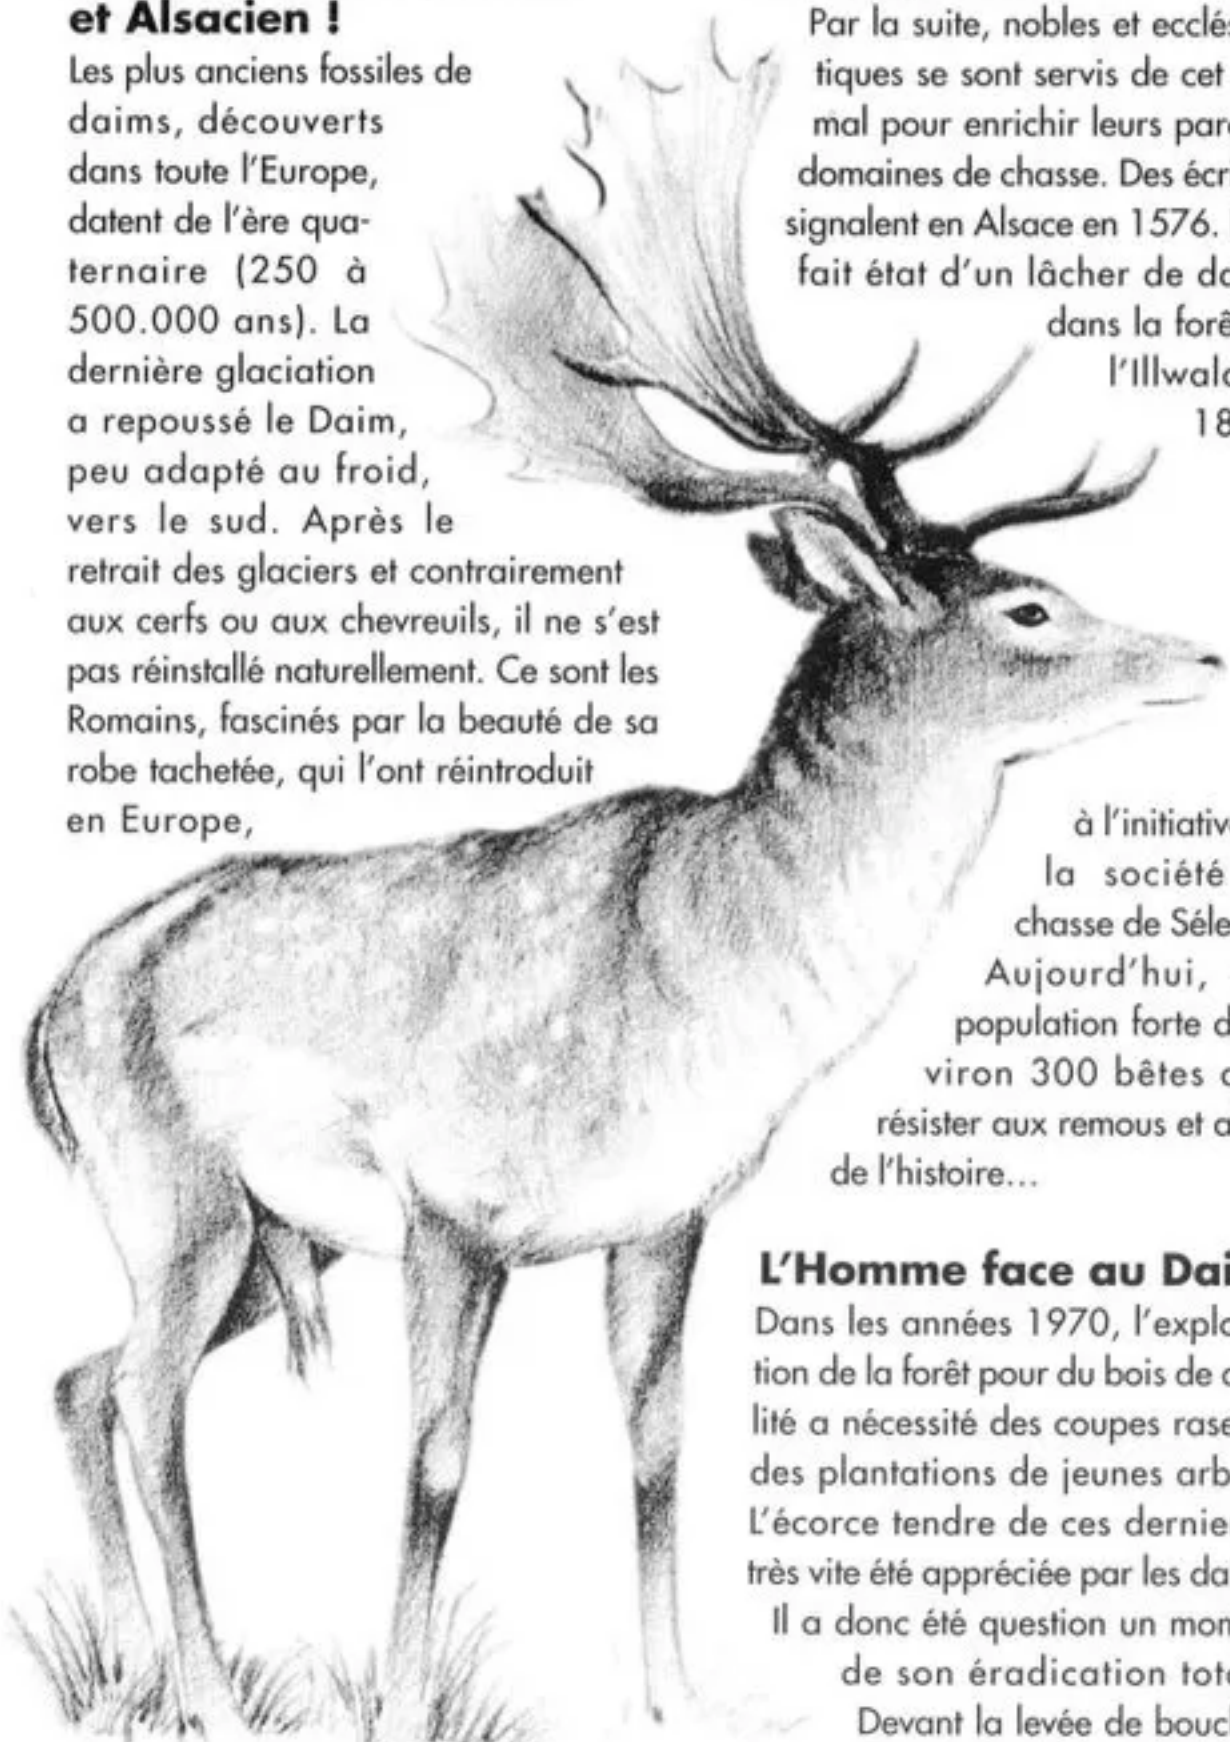 et Alsacien !
Les plus anciens fossiles de
daims, découverts
dans toute l'Europe,
datent de l'ère qua-
ternaire (250 à
500.000 ans). La
dernière glaciation
a repoussé le Daim,
peu adapté au froid,
vers le sud. Après le
retrait des glaciers et contrairement
aux cerfs ou aux chevreuils, il ne s'est
pas réinstallé naturellement. Ce sont les
Romains, fascinés par la beauté de sa
robe tachetée, qui l'ont réintroduit
en Europe,
Par la suite, nobles et ecclés
tiques se sont servis de cet
mal pour enrichir leurs parc
domaines de chasse. Des écri
signalent en Alsace en 1576.
fait état d'un lâcher de da
dans la forê
l'Illwald
18
à l'initiative
la société
chasse de Séle
Aujourd'hui,
population forte d
viron 300 bêtes
résister aux remous et a
de l'histoire...
L'Homme face au Dai
Dans les années 1970, l'explo
tion de la forêt pour du bois de
lité a nécessité des coupes rase
des plantations de jeunes arb
L'écorce tendre de ces dernie
très vite été appréciée par les da
Il a donc été question un mom
de son éradication tot
Devant la levée de boucl